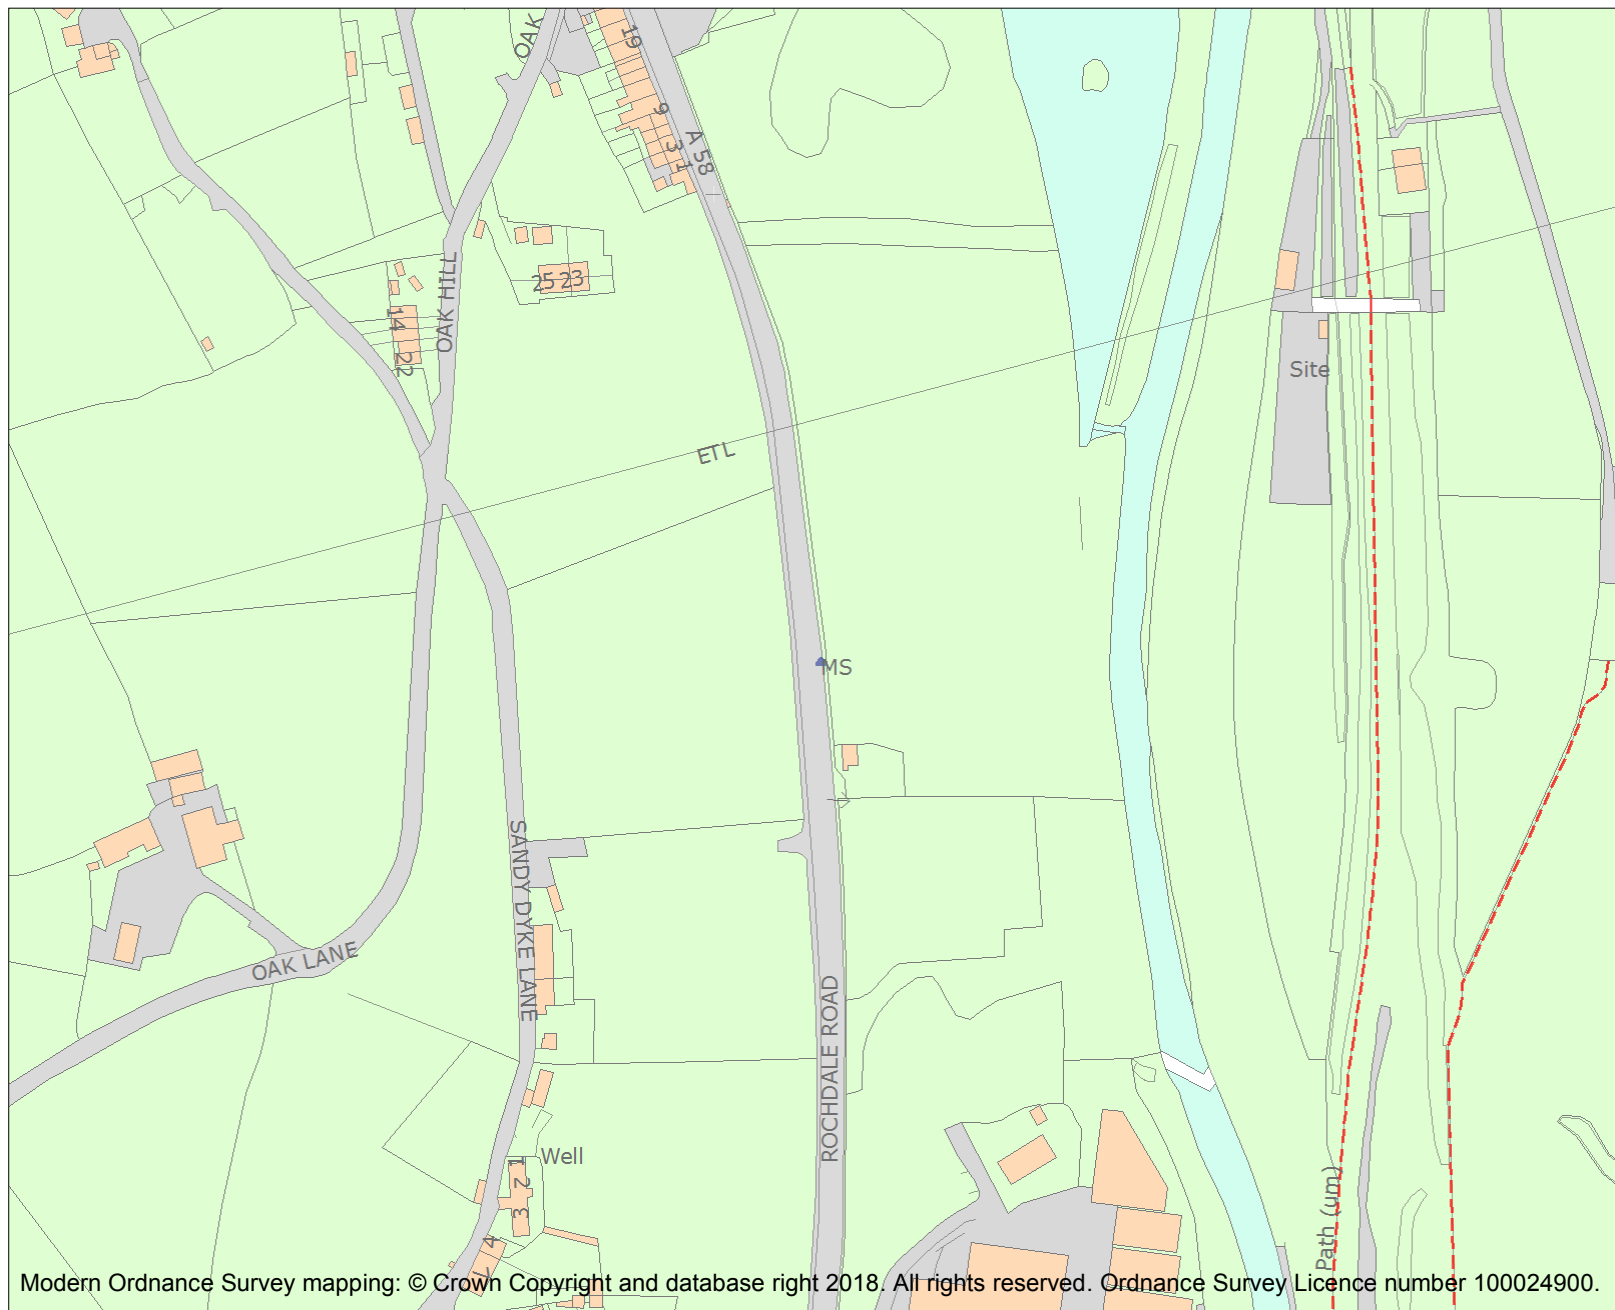 OAK
19
9
3
1
A 58
25 23
OAK HILL
14
22
Site
ETL
MS
SANDY DYKE LANE
OAK LANE
ROCHDALE ROAD
Well
1
2
3
4
7
Path (um)
Modern Ordnance Survey mapping: © Crown Copyright and database right 2018. All rights reserved. Ordnance Survey Licence number 100024900.